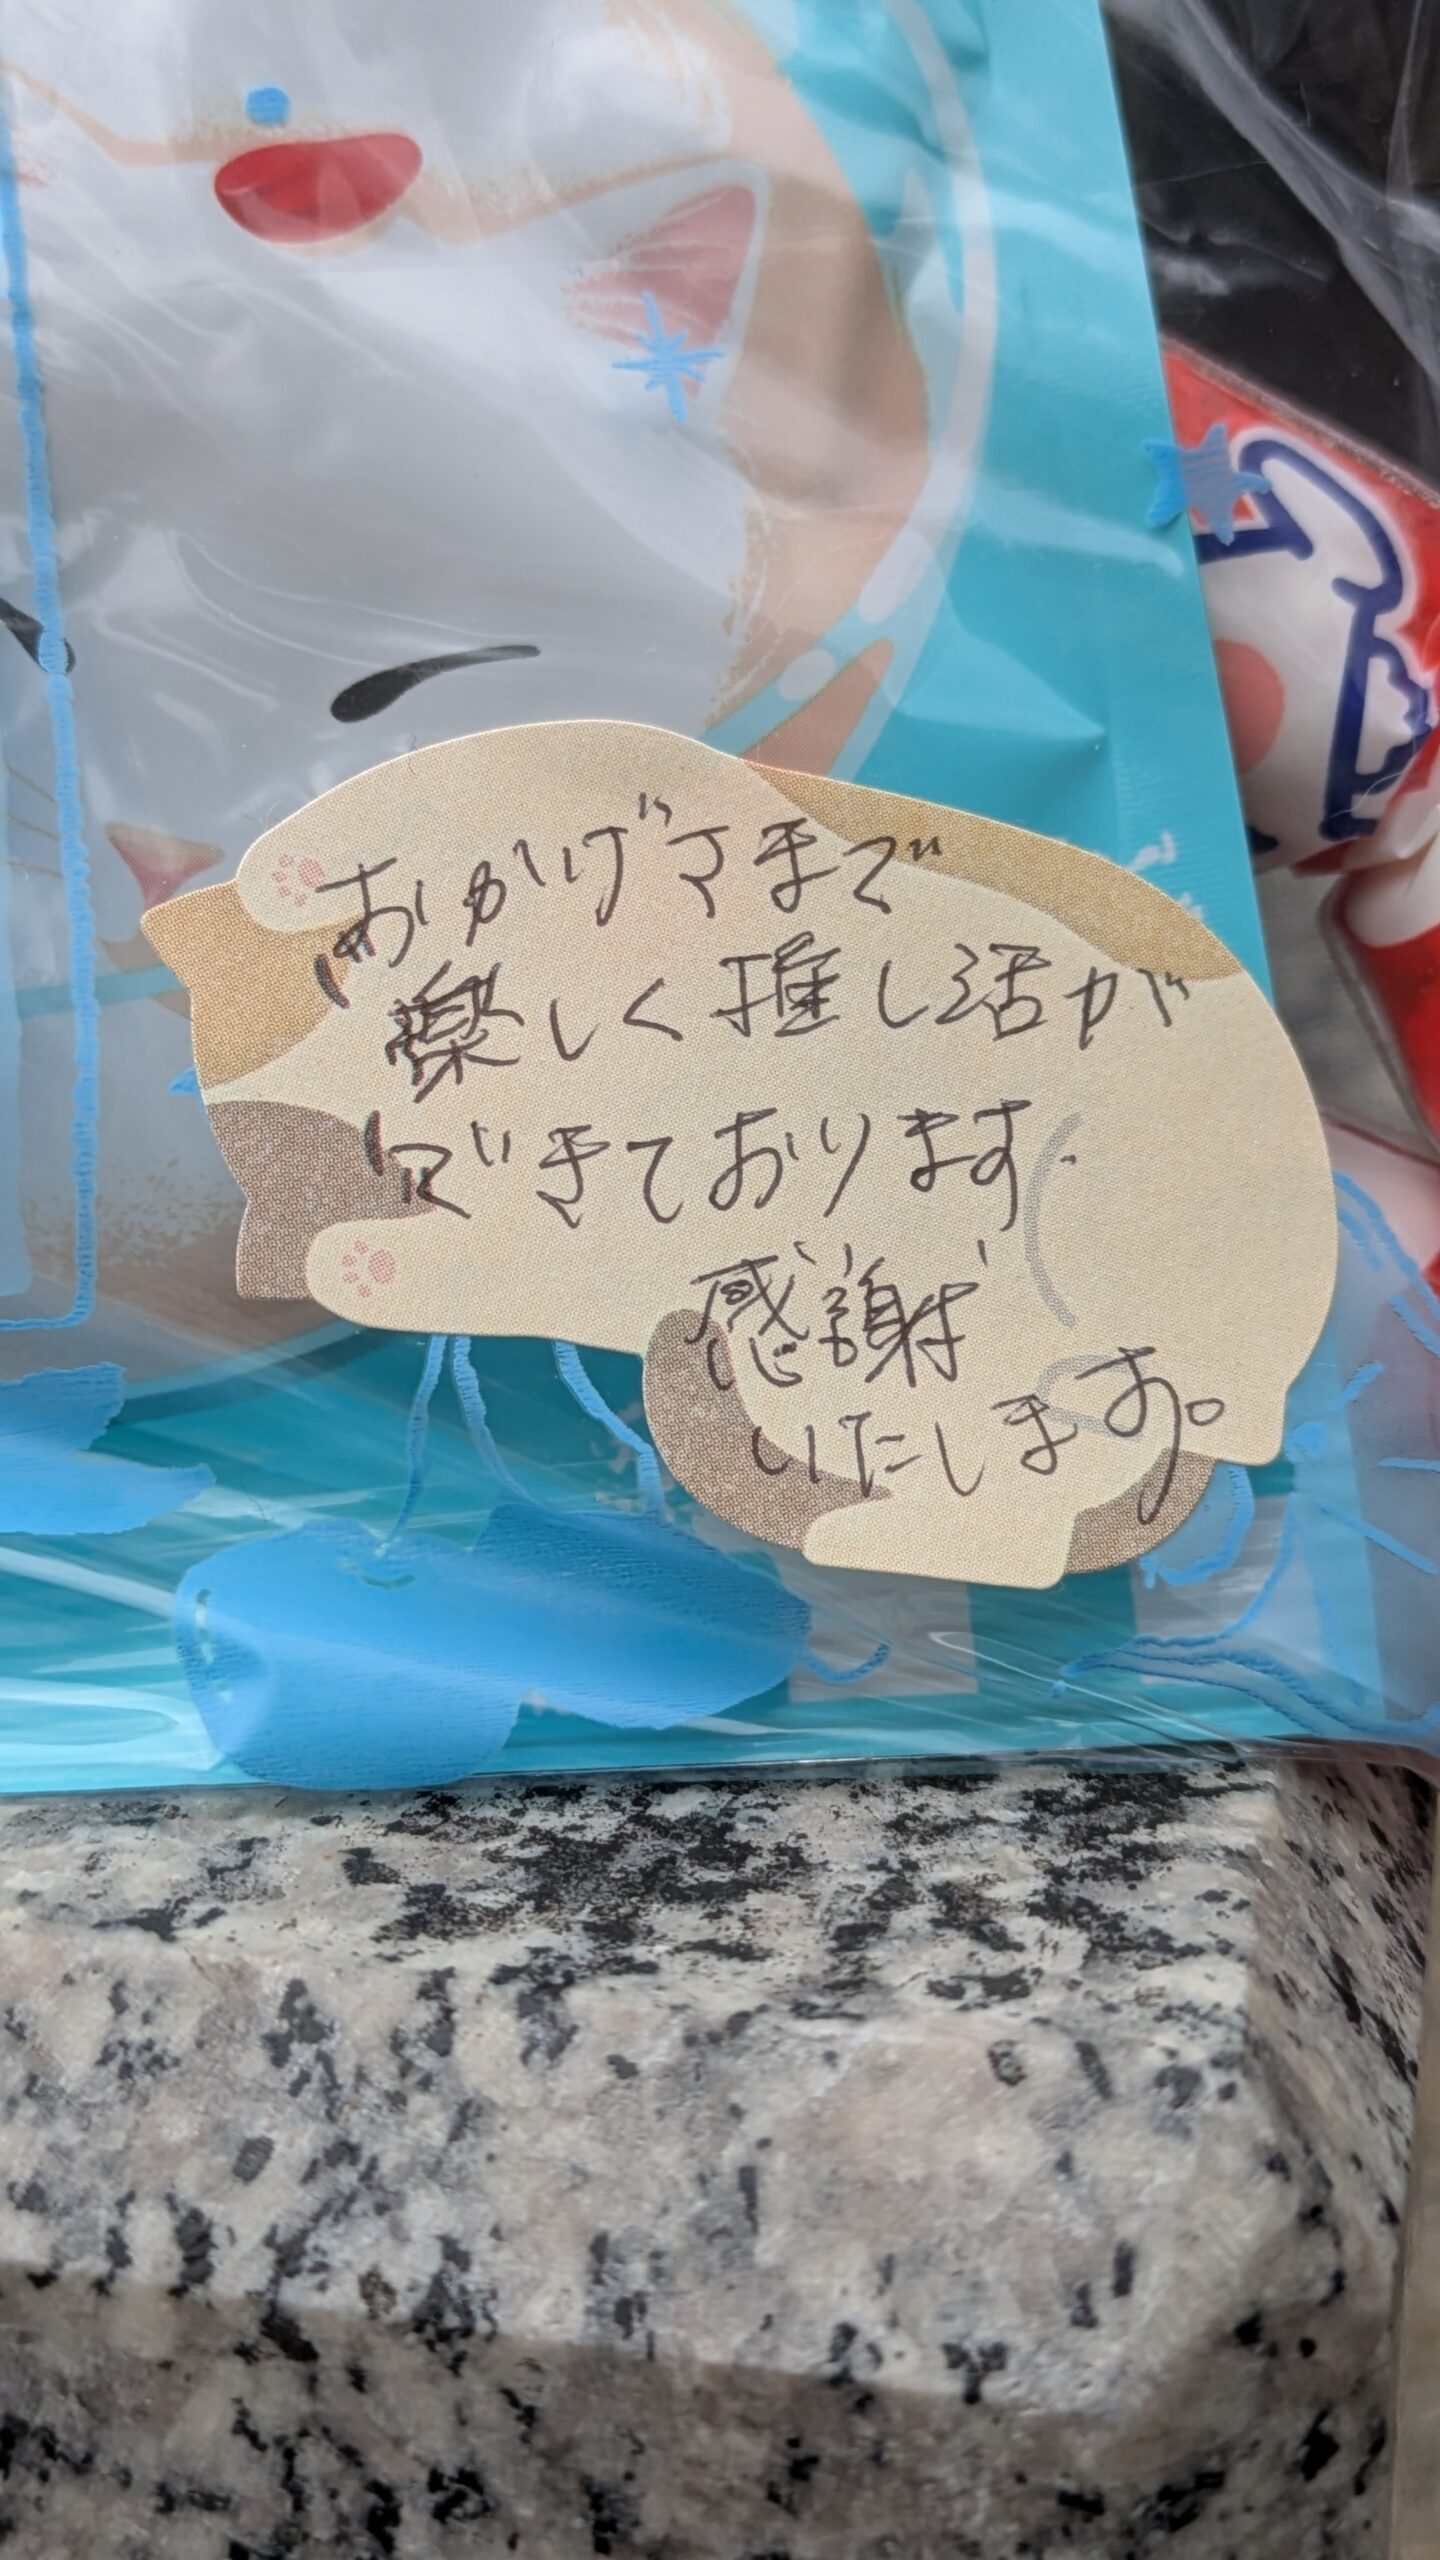 おかげさまで
楽しく推し活が
できております
感謝
いたします。